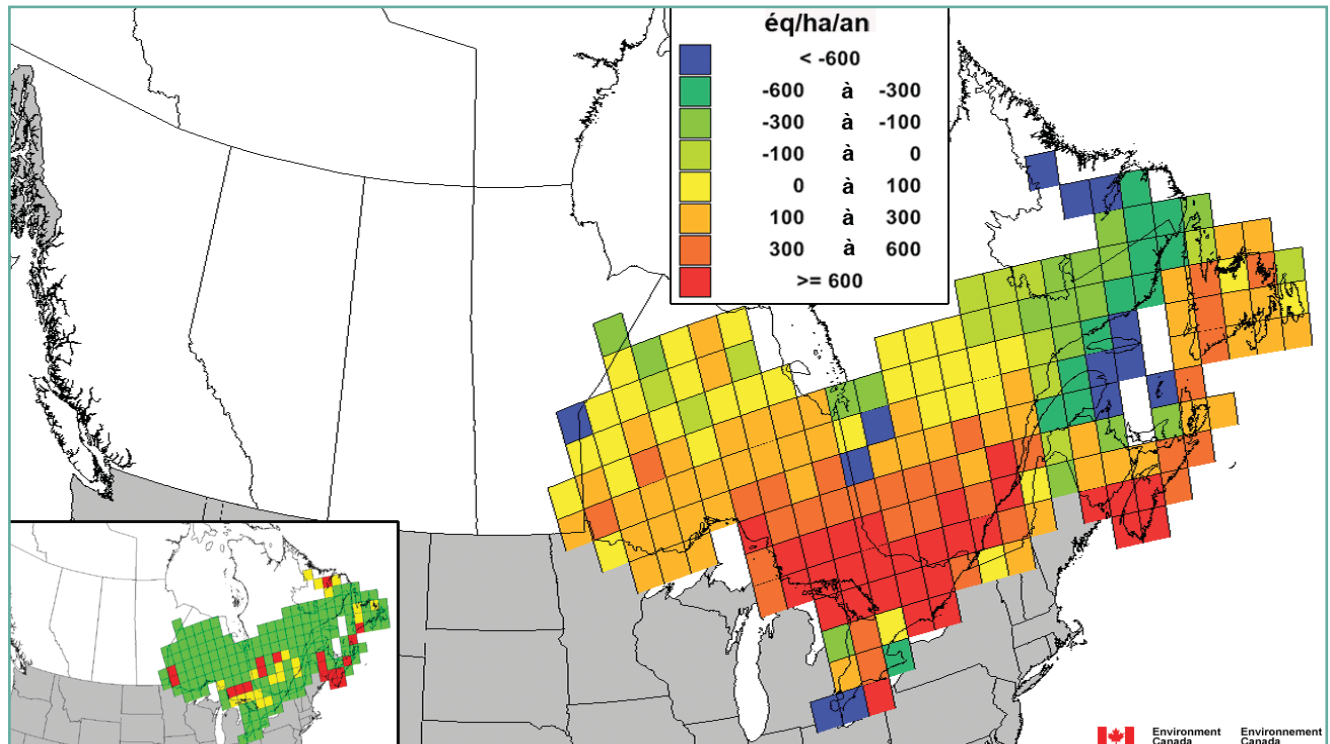 éq/ha/an
< -600
-600 à -300
-300 à -100
-100 à 0
0 à 100
100 à 300
300 à 600
>= 600
Environment Canada
Environnement Canada